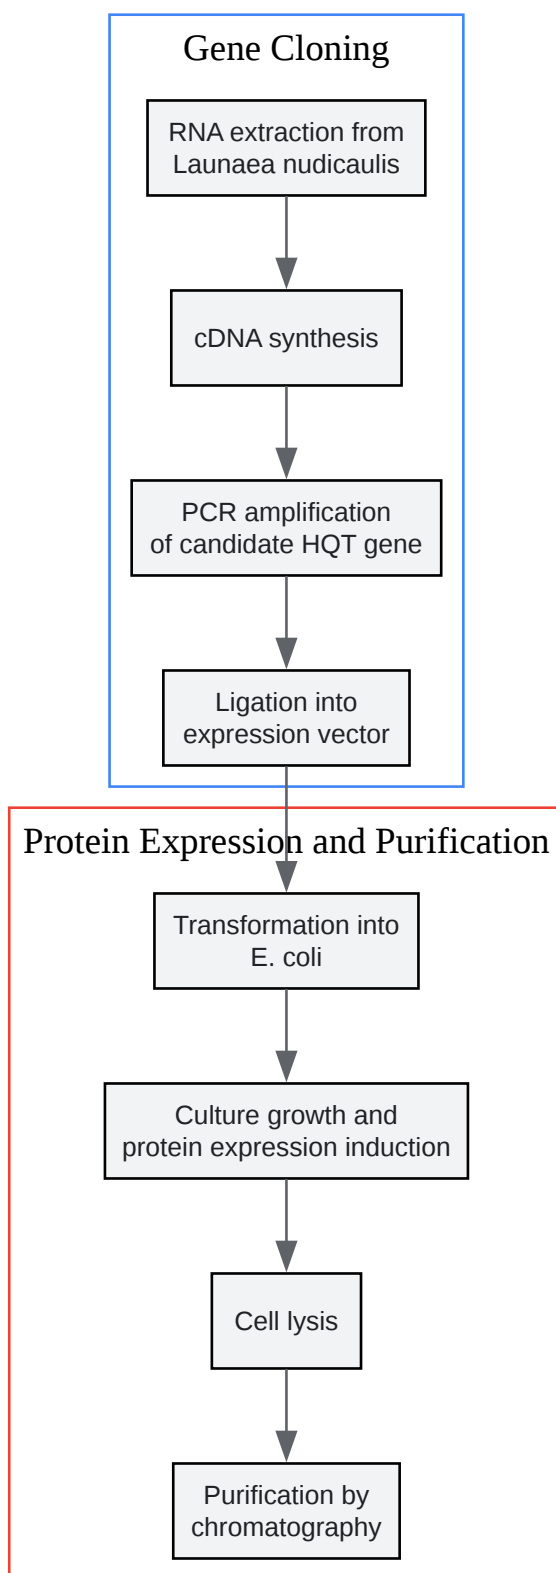 Gene Cloning
RNA extraction from
Launaea nudicaulis
cDNA synthesis
PCR amplification
of candidate HQT gene
Ligation into
expression vector
Protein Expression and Purification
Transformation into
E. coli
Culture growth and
protein expression induction
Cell lysis
Purification by
chromatography